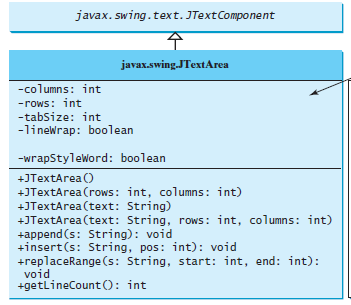 javax.swing.text.JTextComponent
javax.swing.JTextArea
-columns: int
-rows: int
-tabSize: int
-lineWrap: boolean
-wrapStyleWord: boolean
+JTextArea()
+JTextArea(rows: int, columns: int)
+JTextArea(text: String)
+JTextArea(text: String, rows: int, columns: int)
+append(s: String): void
+insert(s: String, pos: int): void
+replaceRange(s: String, start: int, end: int):
void
+getLineCount(): int